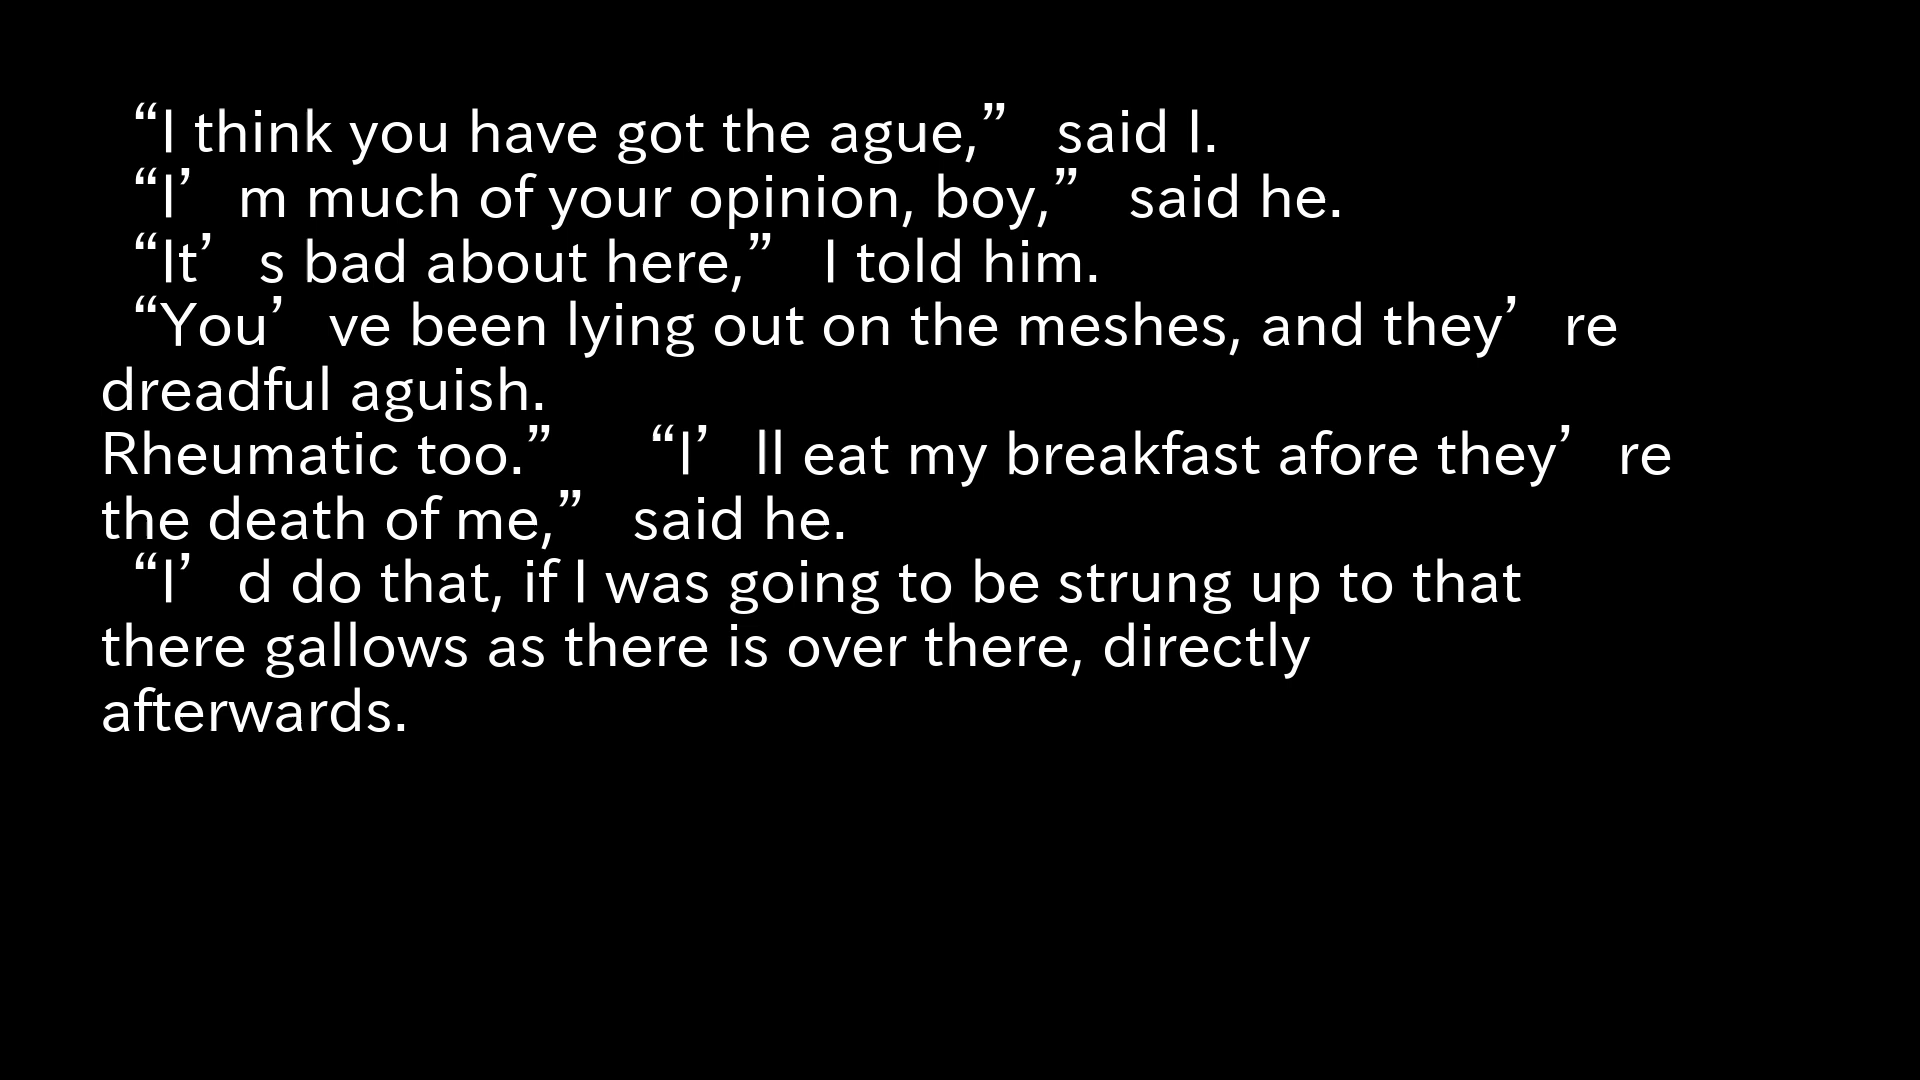 “I think you have got the ague,” said I.
“I’m much of your opinion, boy,” said he.
“It’s bad about here,” I told him.
“You’ve been lying out on the meshes, and they’re
dreadful aguish.
Rheumatic too.” “I’ll eat my breakfast afore they’re
the death of me,” said he.
“I’d do that, if I was going to be strung up to that
there gallows as there is over there, directly
afterwards.